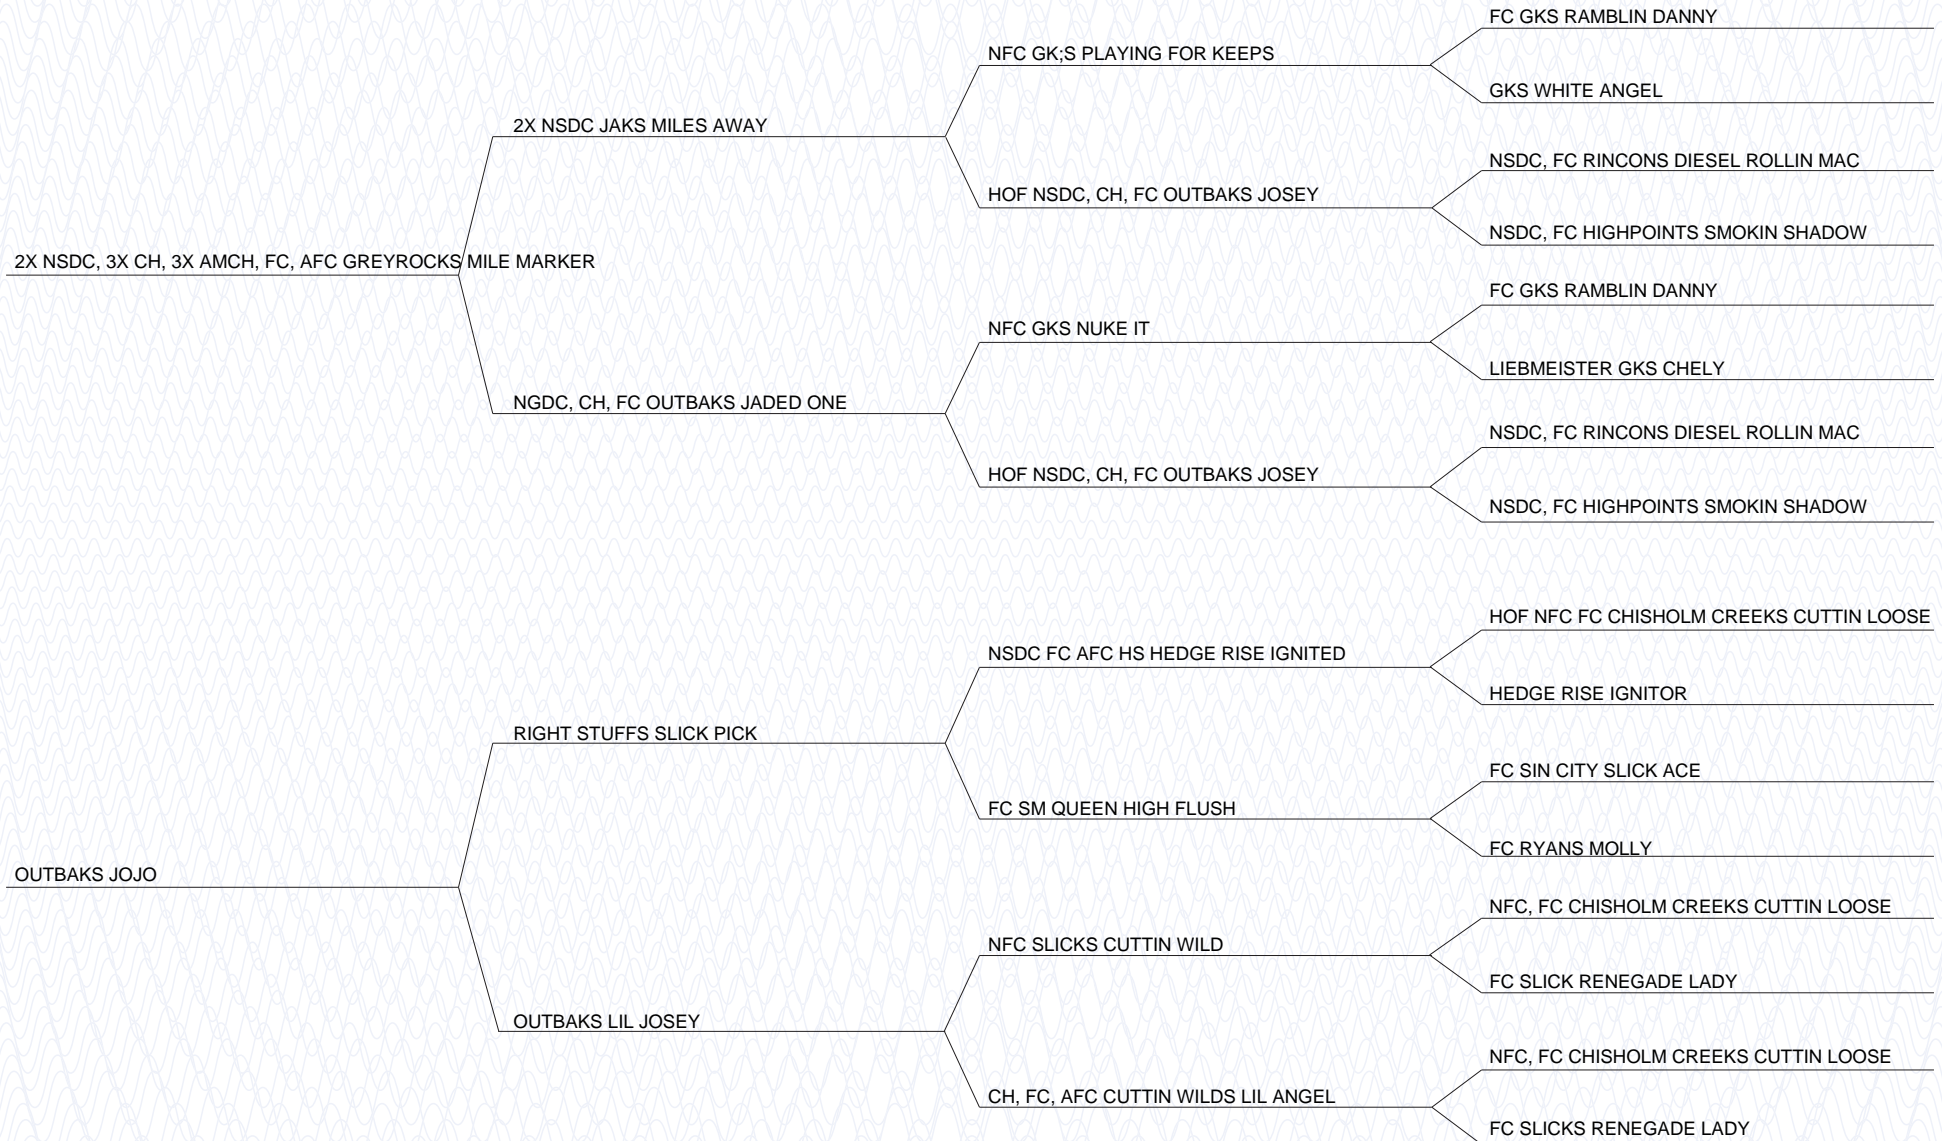 FC GKS RAMBLIN DANNY
NFC GK;S PLAYING FOR KEEPS
GKS WHITE ANGEL
2X NSDC JAKS MILES AWAY
NSDC, FC RINCONS DIESEL ROLLIN MAC
HOF NSDC, CH, FC OUTBAKS JOSEY
NSDC, FC HIGHPOINTS SMOKIN SHADOW
2X NSDC, 3X CH, 3X AMCH, FC, AFC GREYROCKS MILE MARKER
FC GKS RAMBLIN DANNY
NFC GKS NUKE IT
LIEBMEISTER GKS CHELY
NGDC, CH, FC OUTBAKS JADED ONE
NSDC, FC RINCONS DIESEL ROLLIN MAC
HOF NSDC, CH, FC OUTBAKS JOSEY
NSDC, FC HIGHPOINTS SMOKIN SHADOW
HOF NFC FC CHISHOLM CREEKS CUTTIN LOOSE
NSDC FC AFC HS HEDGE RISE IGNITED
HEDGE RISE IGNITOR
RIGHT STUFFS SLICK PICK
FC SIN CITY SLICK ACE
FC SM QUEEN HIGH FLUSH
FC RYANS MOLLY
OUTBAKS JOJO
NFC, FC CHISHOLM CREEKS CUTTIN LOOSE
NFC SLICKS CUTTIN WILD
FC SLICK RENEGADE LADY
OUTBAKS LIL JOSEY
NFC, FC CHISHOLM CREEKS CUTTIN LOOSE
CH, FC, AFC CUTTIN WILDS LIL ANGEL
FC SLICKS RENEGADE LADY